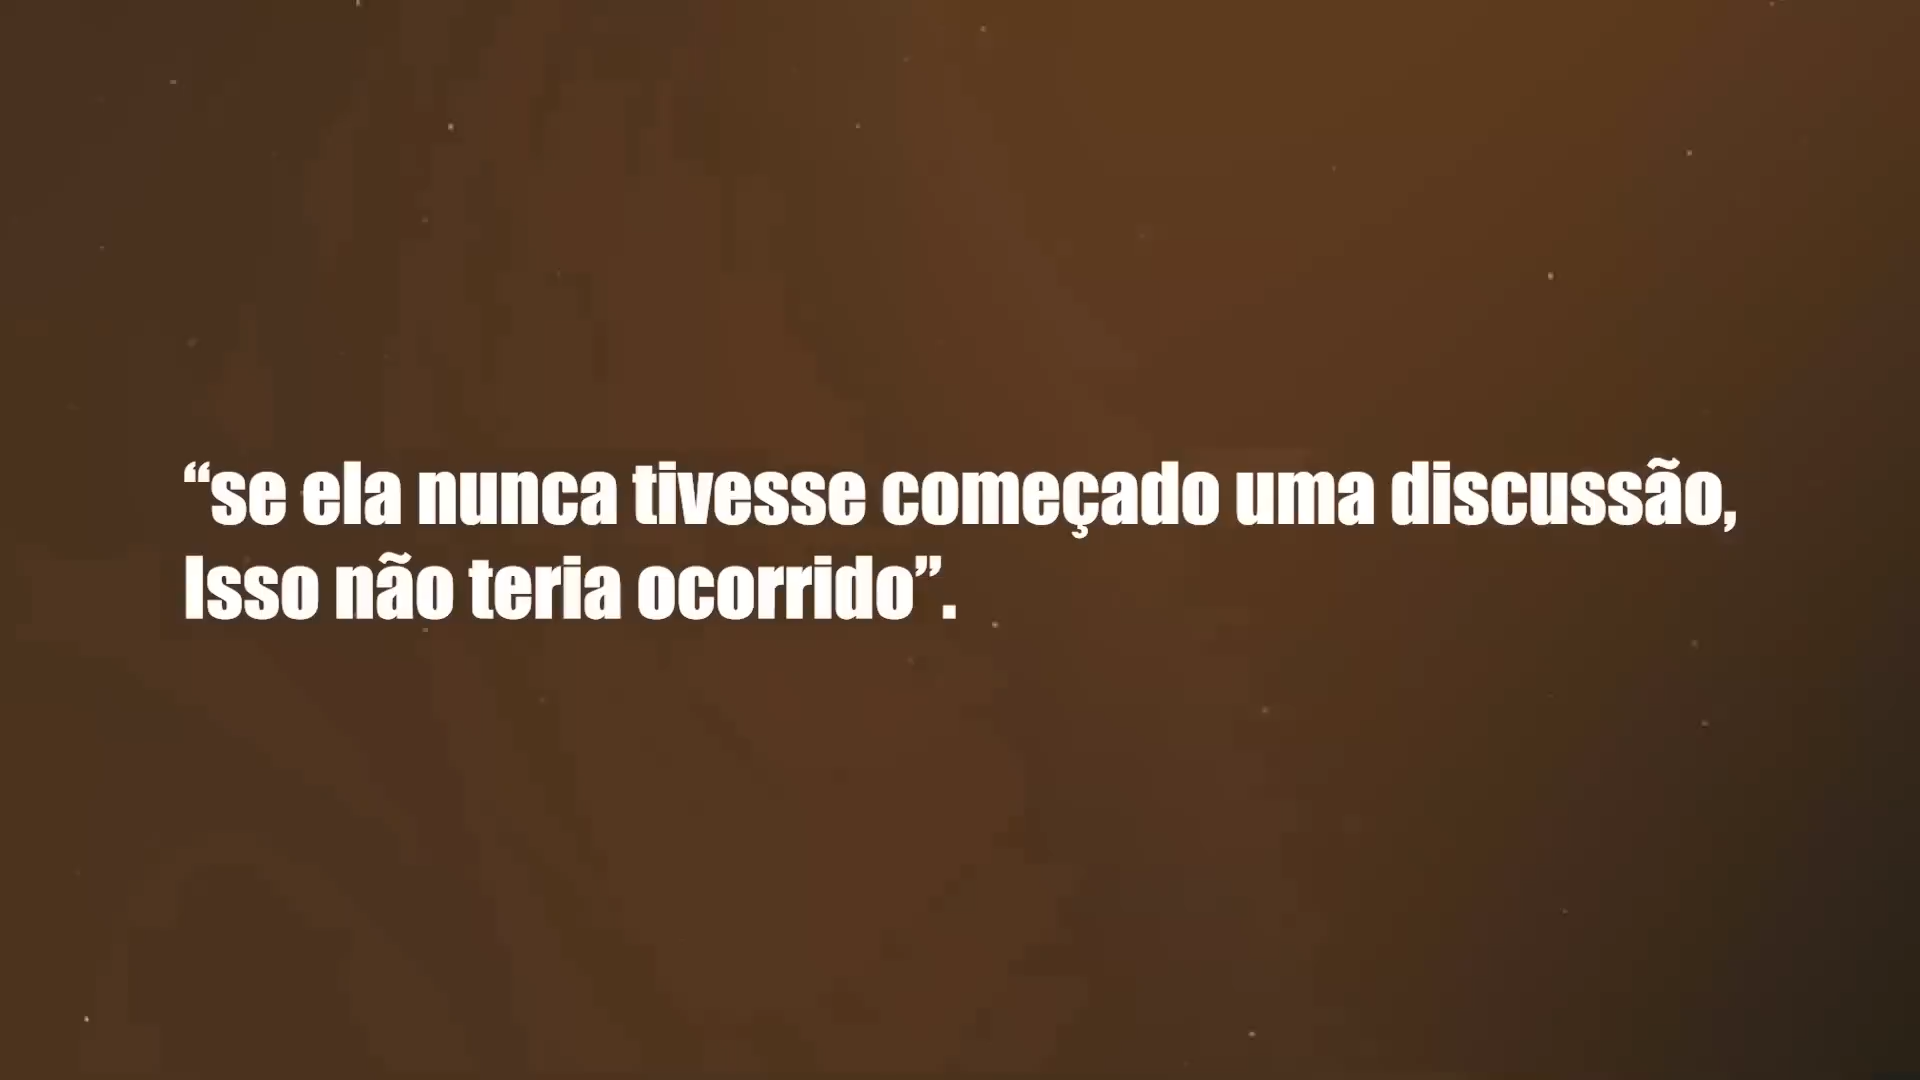 “se ela nunca tivesse começado uma discussão,
Isso não teria ocorrido”.